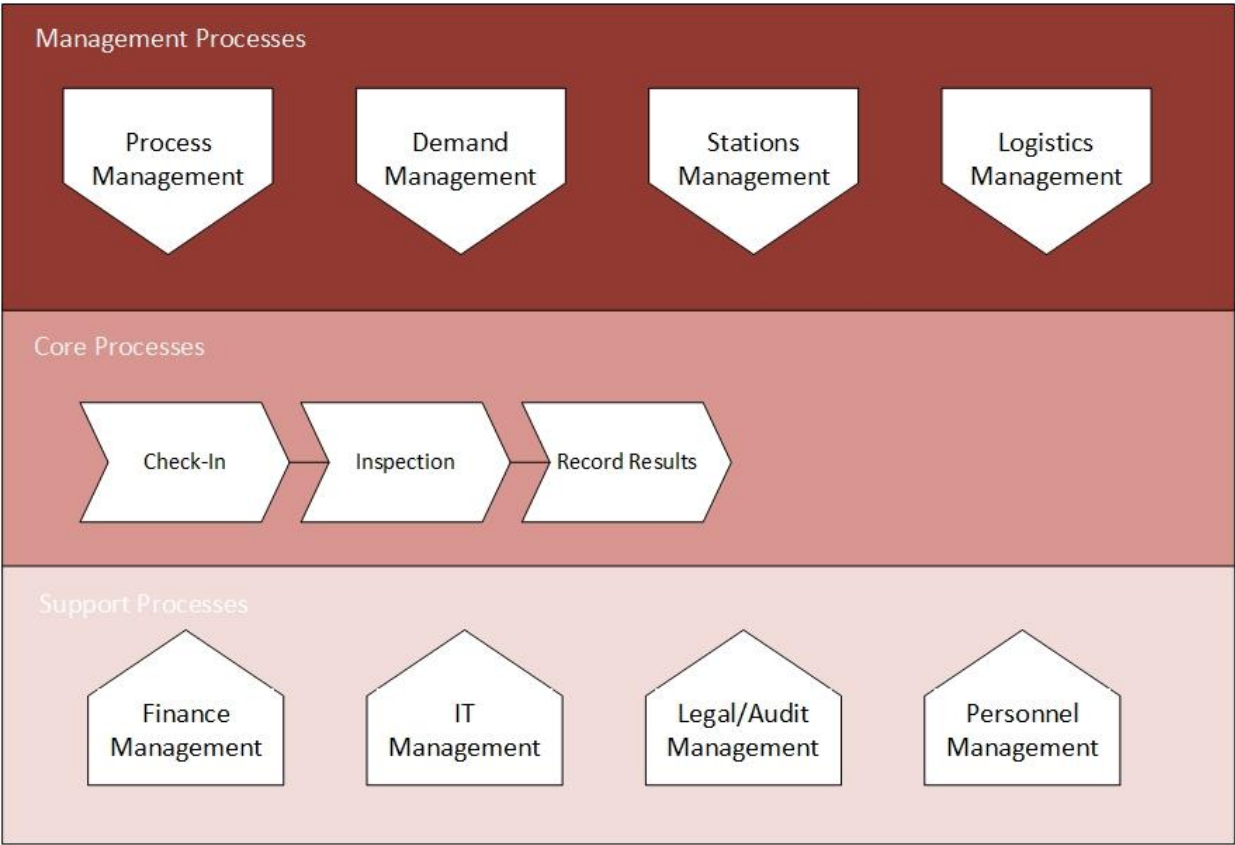 Management Processes
Process
Management
Demand
Management
Stations
Management
Logistics
Management
Core Processes
Check-In
Inspection
Record Results
Support Processes
Finance
Management
IT
Management
Legal/Audit
Management
Personnel
Management